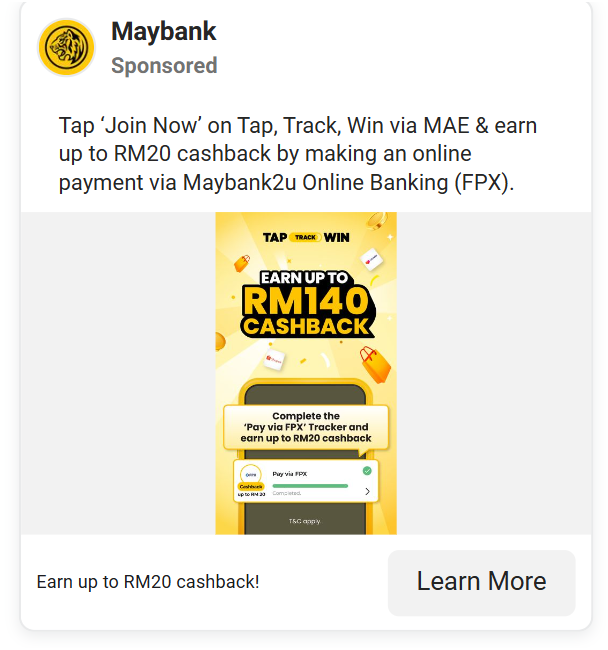 Maybank
Sponsored
Tap ‘Join Now’ on Tap, Track, Win via MAE & earn
up to RM20 cashback by making an online
payment via Maybank2u Online Banking (FPX).
TAP TRACK WIN
EARN UP TO
RM140
CASHBACK
Complete the
‘Pay via FPX’ Tracker and
earn up to RM20 cashback
Pay via FPX
Cashback
up to RM 20
Completed.
T&C apply.
Earn up to RM20 cashback!
Learn More